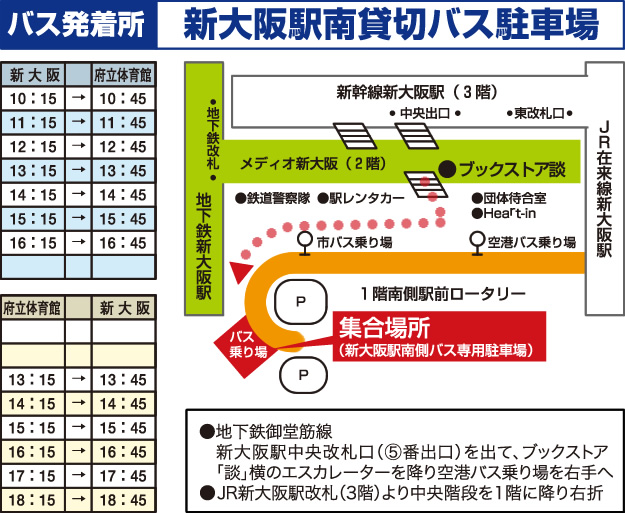 バス発着所
新大阪駅南貸切バス駐車場
新大阪 府立体育館
10：15 → 10：45
11：15 → 11：45
12：15 → 12：45
13：15 → 13：45
14：15 → 14：45
15：15 → 15：45
16：15 → 16：45
府立体育館 新大阪
13：15 → 13：45
14：15 → 14：45
15：15 → 15：45
16：15 → 16：45
17：15 → 17：45
18：15 → 18：45
新幹線新大阪駅（3階）
●中央出口●
●東改札口●
●地下鉄改札●
地下鉄新大阪駅
JR在来線新大阪駅
メディオ新大阪（2階）
●ブックストア談
●鉄道警察隊 ●駅レンタカー
●団体待合室
●Heart-in
市バス乗り場
空港バス乗り場
1階南側駅前ロータリー
P
バス
乗り場
集合場所
（新大阪駅南側バス専用駐車場）
P
●地下鉄御堂筋線
新大阪駅中央改札口（⑤番出口）を出て、ブックストア
「談」横のエスカレーターを降り空港バス乗り場を右手へ
●JR新大阪駅改札（3階）より中央階段を1階に降り右折